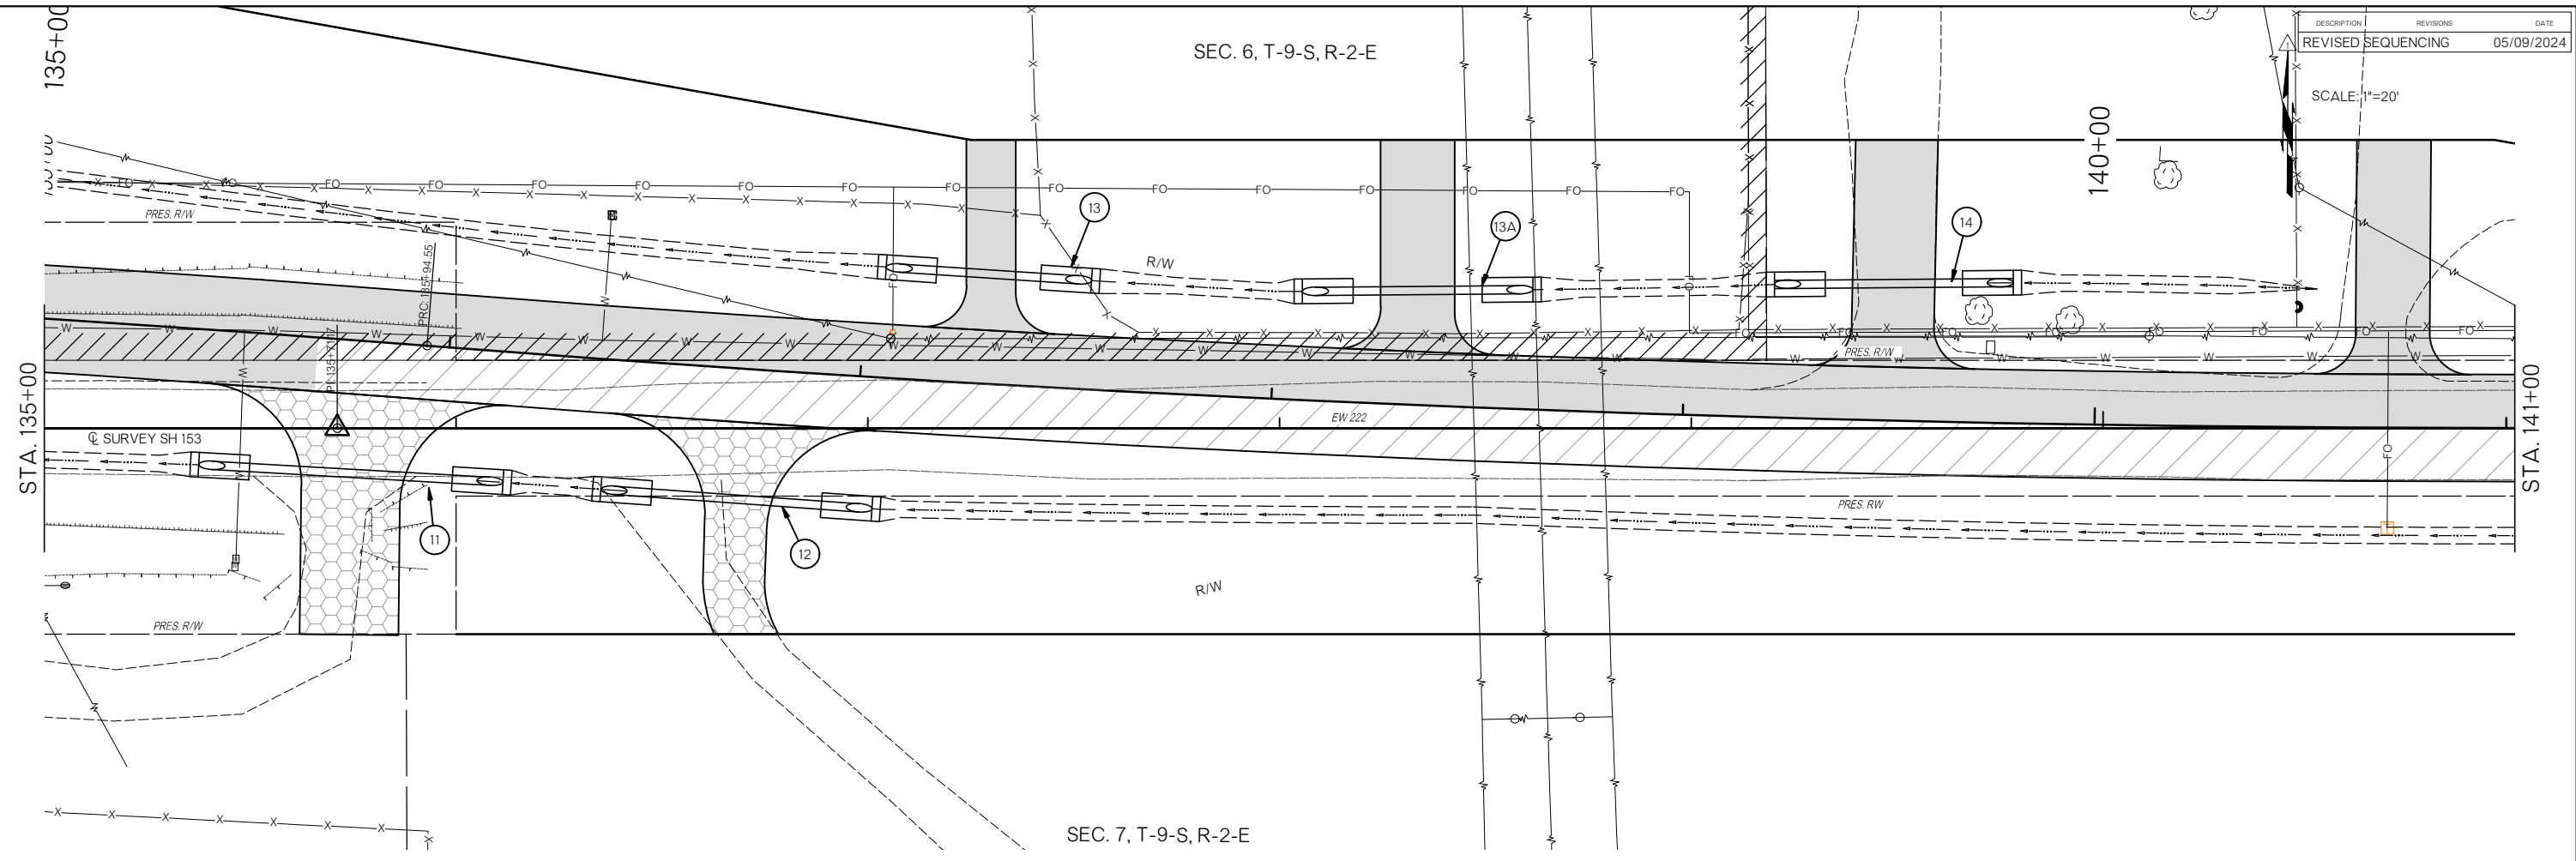 135+00
SEC. 6, T-9-S, R-2-E
DESCRIPTION REVISIONS DATE
REVISED SEQUENCING 05/09/2024
1
SCALE: 1"=20'
140+00
PRES. R/W
PRC: 135+94.55
13
R/W
13A
14
PRES. R/W
STA. 135+00
STA. 141+00
EW 222
℄ SURVEY SH 153
11
12
PRES. RW
R/W
PRES. R/W
SEC. 7, T-9-S, R-2-E